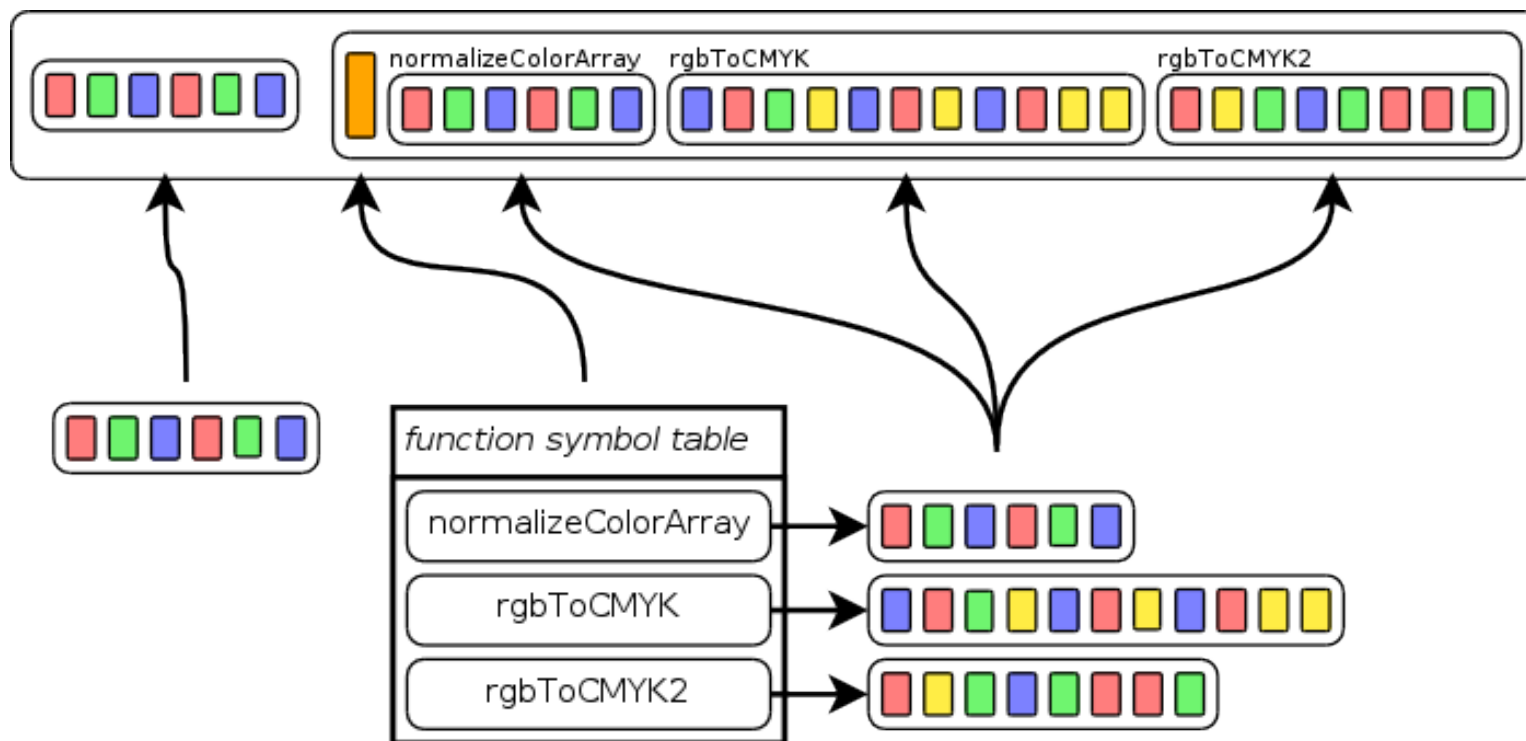 normalizeColorArray
rgbToCMYK
rgbToCMYK2
function symbol table
normalizeColorArray
rgbToCMYK
rgbToCMYK2